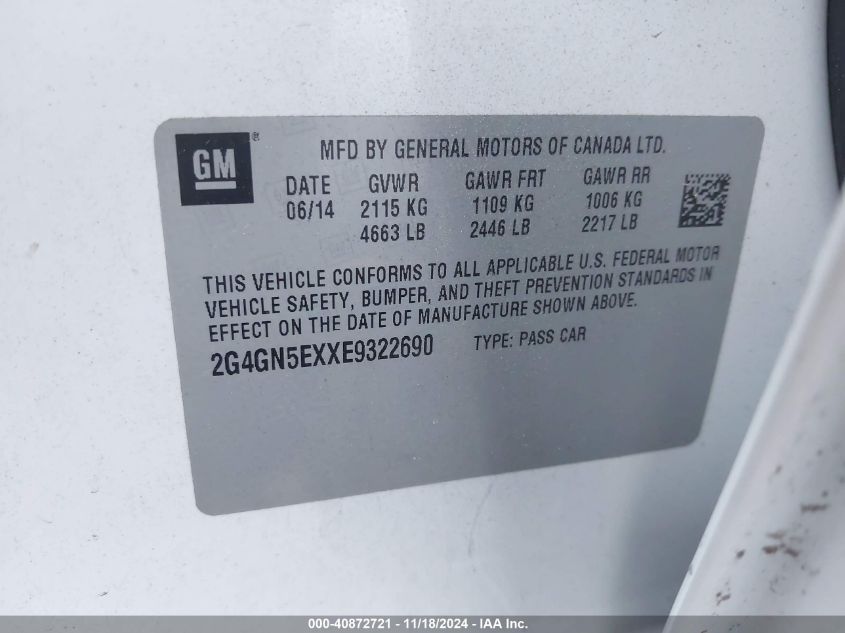 GM ®
MFD BY GENERAL MOTORS OF CANADA LTD.
DATE GVWR GAWR FRT GAWR RR
06/14 2115 KG 1109 KG 1006 KG
4663 LB 2446 LB 2217 LB
THIS VEHICLE CONFORMS TO ALL APPLICABLE U.S. FEDERAL MOTOR
VEHICLE SAFETY, BUMPER, AND THEFT PREVENTION STANDARDS IN
EFFECT ON THE DATE OF MANUFACTURE SHOWN ABOVE.
2G4GN5EXXE9322690 TYPE: PASS CAR
000-40872721 - 11/18/2024 - IAA Inc.